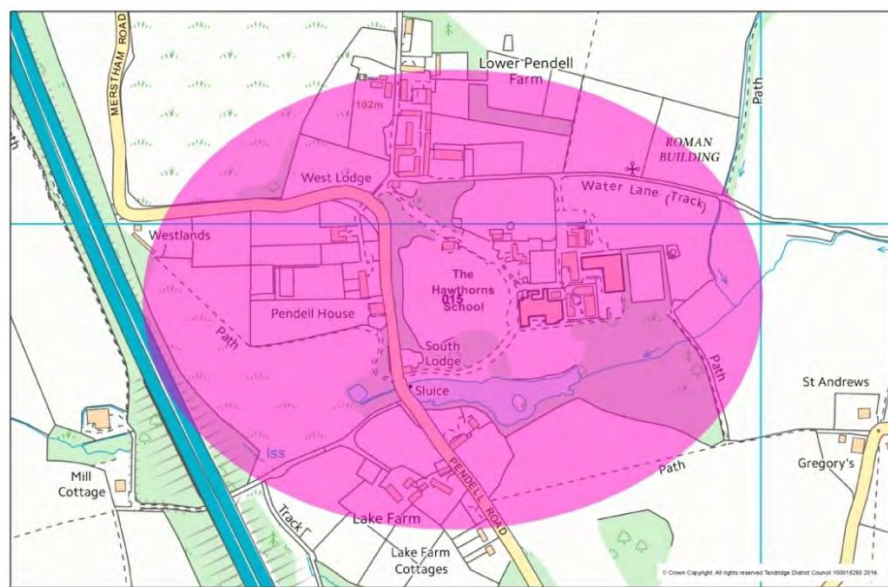 MERSTHAM ROAD
Path
Lower Pendell
Farm
102m
Path
ROMAN
BUILDING
West Lodge
Water Lane (Track)
Westlands
The
Hawthorns
015
School
Pendell House
Path
South
Lodge
Sluice
Path
St Andrews
Iss
Path
Gregory's
Mill
Cottage
PENDELL ROAD
Track
Lake Farm
Lake Farm
Cottages
© Crown Copyright. All rights reserved Tandridge District Council 100018265 2016